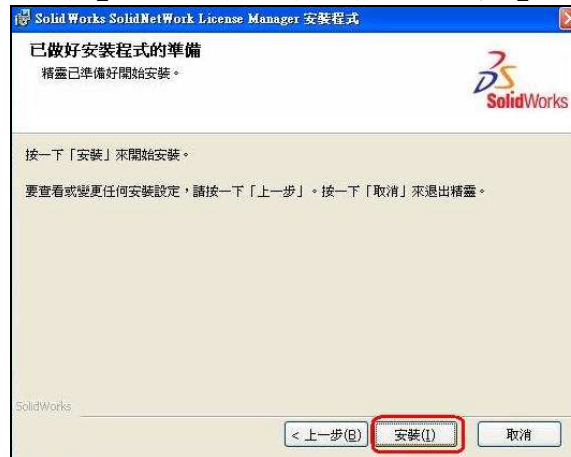 SolidWorks SolidNetWork License Manager 安裝程式
已做好安裝程式的準備
精靈已準備好開始安裝。
SolidWorks
按一下「安裝」來開始安裝。
要查看或變更任何安裝設定，請按一下「上一步」。按一下「取消」來退出精靈。
SolidWorks
< 上一步(B)
安裝(I)
取消